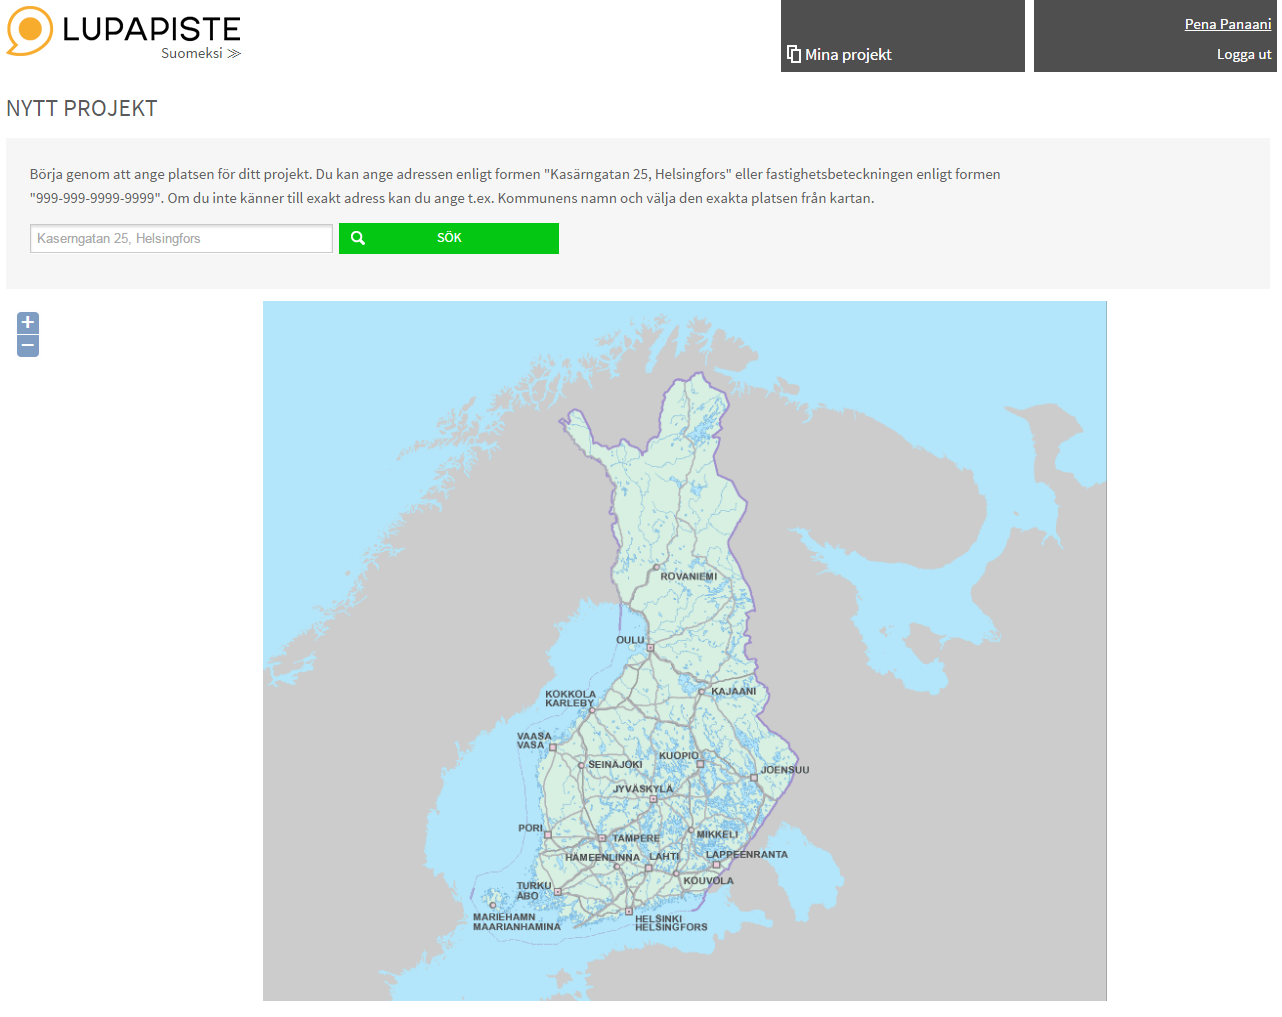 LUPAPISTE
Suomeksi ≫
Mina projekt
Pena Panaani
Logga ut
NYTT PROJEKT
Börja genom att ange platsen för ditt projekt. Du kan ange adressen enligt formen "Kasärngatan 25, Helsingfors" eller fastighetsbeteckningen enligt formen
"999-999-9999-9999". Om du inte känner till exakt adress kan du ange t.ex. Kommunens namn och välja den exakta platsen från kartan.
Kaserngatan 25, Helsingfors
SÖK
+
−
ROVANIEMI
OULU
KAJAANI
KOKKOLA
KARLEBY
VAASA
VASA
KUOPIO
SEINÄJOKI
JOENSUU
JYVÄSKYLÄ
PORI
TAMPERE
MIKKELI
HÄMEENLINNA
LAHTI
LAPPEENRANTA
KOUVOLA
TURKU
ÅBO
MARIEHAMN
MAARIANHAMINA
HELSINKI
HELSINGFORS